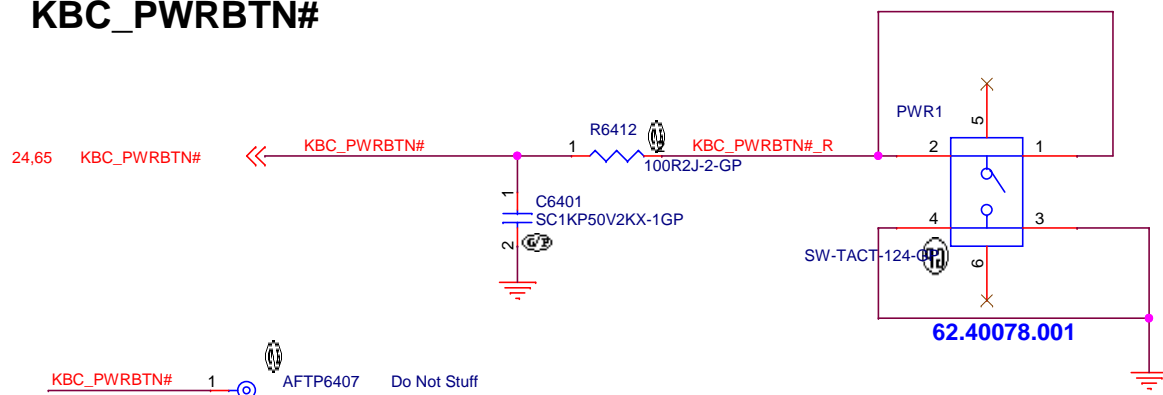 KBC_PWRBTN#
PWR1
5
R6412
24,65 KBC_PWRBTN#
KBC_PWRBTN#
1
KBC_PWRBTN#_R
2
1
100R2J-2-GP
1
C6401
SC1KP50V2KX-1GP
2
4
3
SW-TACT-124-GP
6
62.40078.001
KBC_PWRBTN# 1 AFTP6407 Do Not Stuff